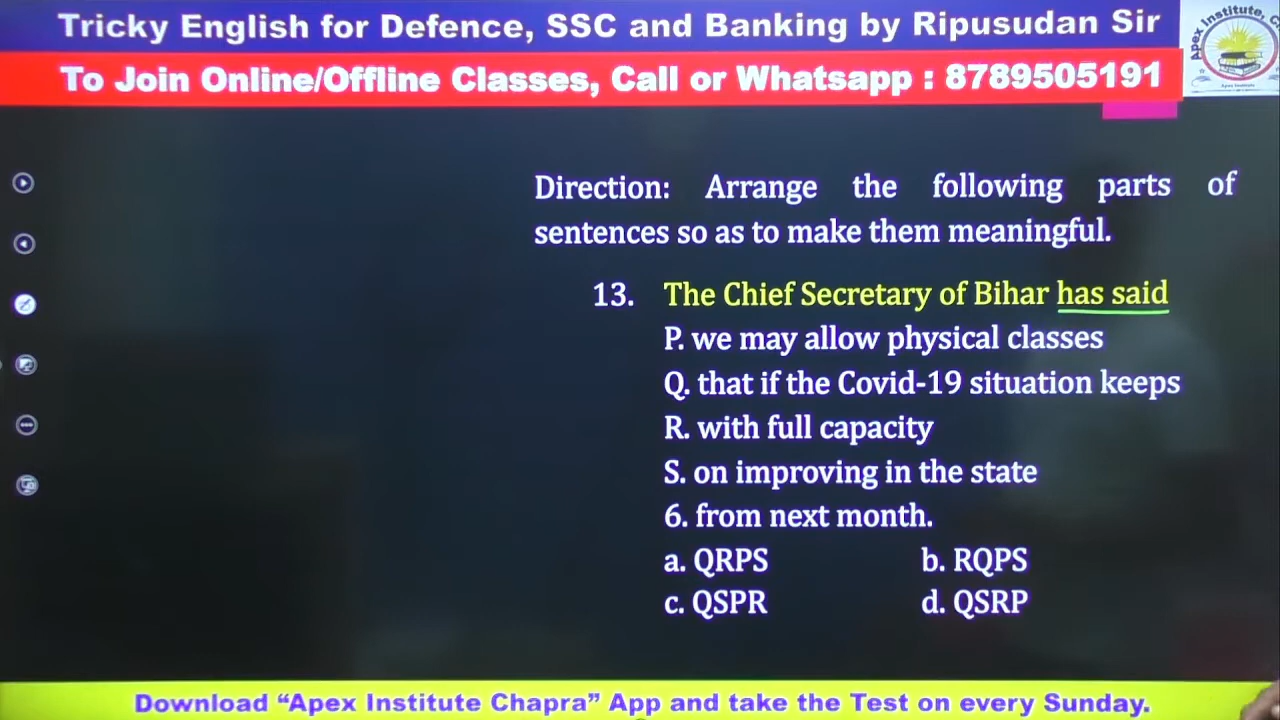 Tricky English for Defence, SSC and Banking by Ripusudan Sir
To Join Online/Offline Classes, Call or Whatsapp : 8789505191
Apex Institute, C
Apex Institute
Direction: Arrange the following parts of
sentences so as to make them meaningful.
13. The Chief Secretary of Bihar has said
P. we may allow physical classes
Q. that if the Covid-19 situation keeps
R. with full capacity
S. on improving in the state
6. from next month.
a. QRPS b. RQPS
c. QSPR d. QSRP
Download “Apex Institute Chapra” App and take the Test on every Sunday.